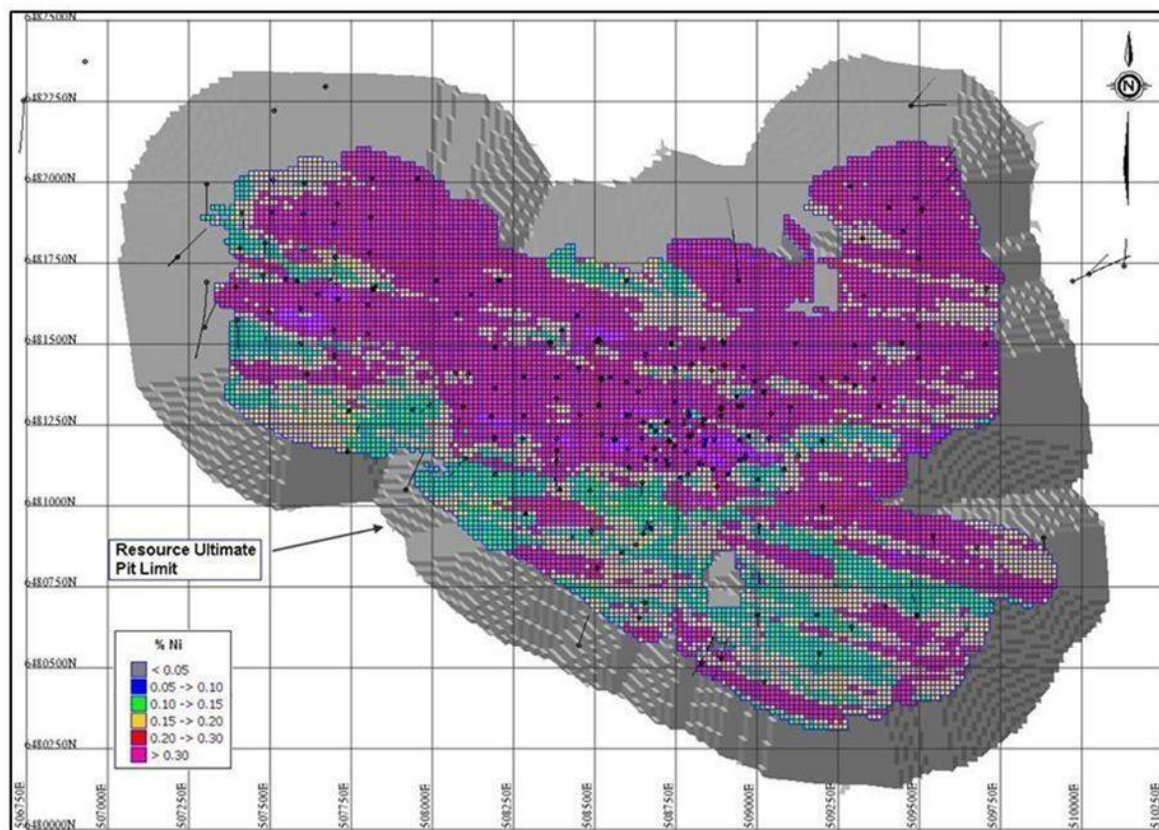 6482500N
6482250N
N
6482000N
6481750N
6481500N
6481250N
6481000N
Resource Ultimate
Pit Limit
6480750N
% Ni
< 0.05
0.05 -> 0.10
0.10 -> 0.15
0.15 -> 0.20
0.20 -> 0.30
> 0.30
6480500N
6480250N
6480000N
506750E
507000E
507250E
507500E
507750E
508000E
508250E
508500E
508750E
509000E
509250E
509500E
509750E
510000E
510250E